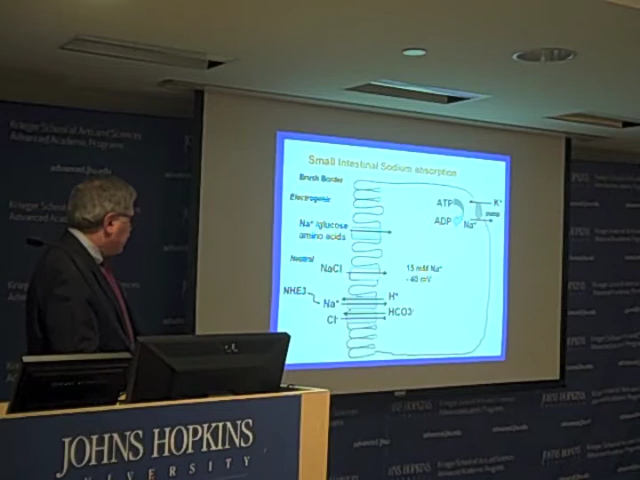 Krieger School of Arts and Sciences
Advanced Academic Programs
advanced.jhu.edu
Small Intestinal Sodium absorption
Brush Border
Electrogenic
Na⁺/glucose
amino acids
Neutral
NaCl
NHE3
Na⁺
Cl⁻
H⁺
HCO3⁻
15 mM Na⁺
- 40 mV
ATP
ADP
K⁺
pump
Na⁺
JOHNS HOPKINS
UNIVERSITY